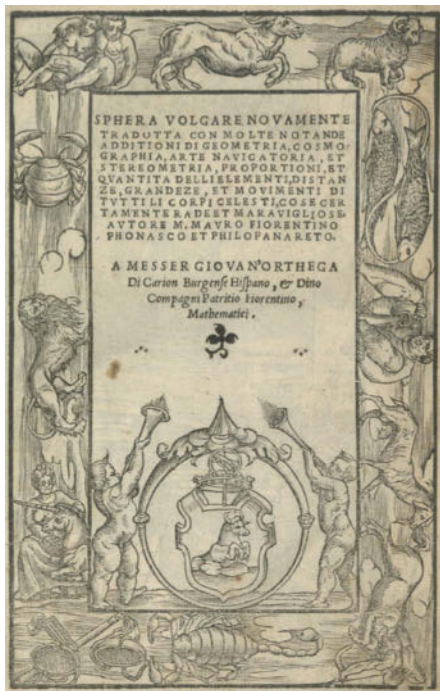 SPHERA VOLGARE NOVAMENTE
TRADOTTA CON MOLTE NOTANDE
ADDITIONI DI GEOMETRIA, COSMO-
GRAPHIA, ARTE NAVICATORIA, ET
STEREOMETRIA, PROPORTIONI, ET
QUANTITA DELLI ELEMENTI, DISTAN
ZE, GRANDEZE, ET MOVIMENTI DI
TVTTI LI CORPI CELESTI, COSE CER
TAMENTE RADE ET MARAVIGLIOSE.
AVTORE M. MAVRO FIORENTINO
PHONASCO ET PHILOPANARETO.
A MESSER GIOVAN'ORTHEGA
Di Carion Burgense Hiſpano, & Dino
Compagni Patritio Fiorentino,
Mathematici.